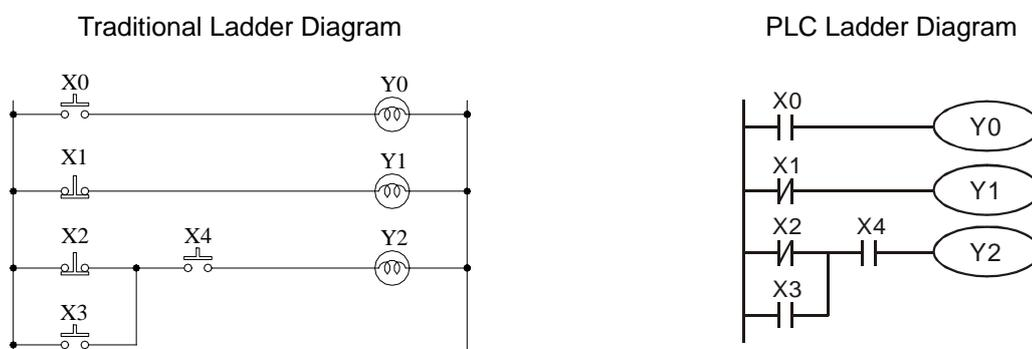 Traditional Ladder Diagram
X0 Y0
X1 Y1
X2 X4 Y2
X3
PLC Ladder Diagram
X0
Y0
X1
Y1
X2 X4
Y2
X3